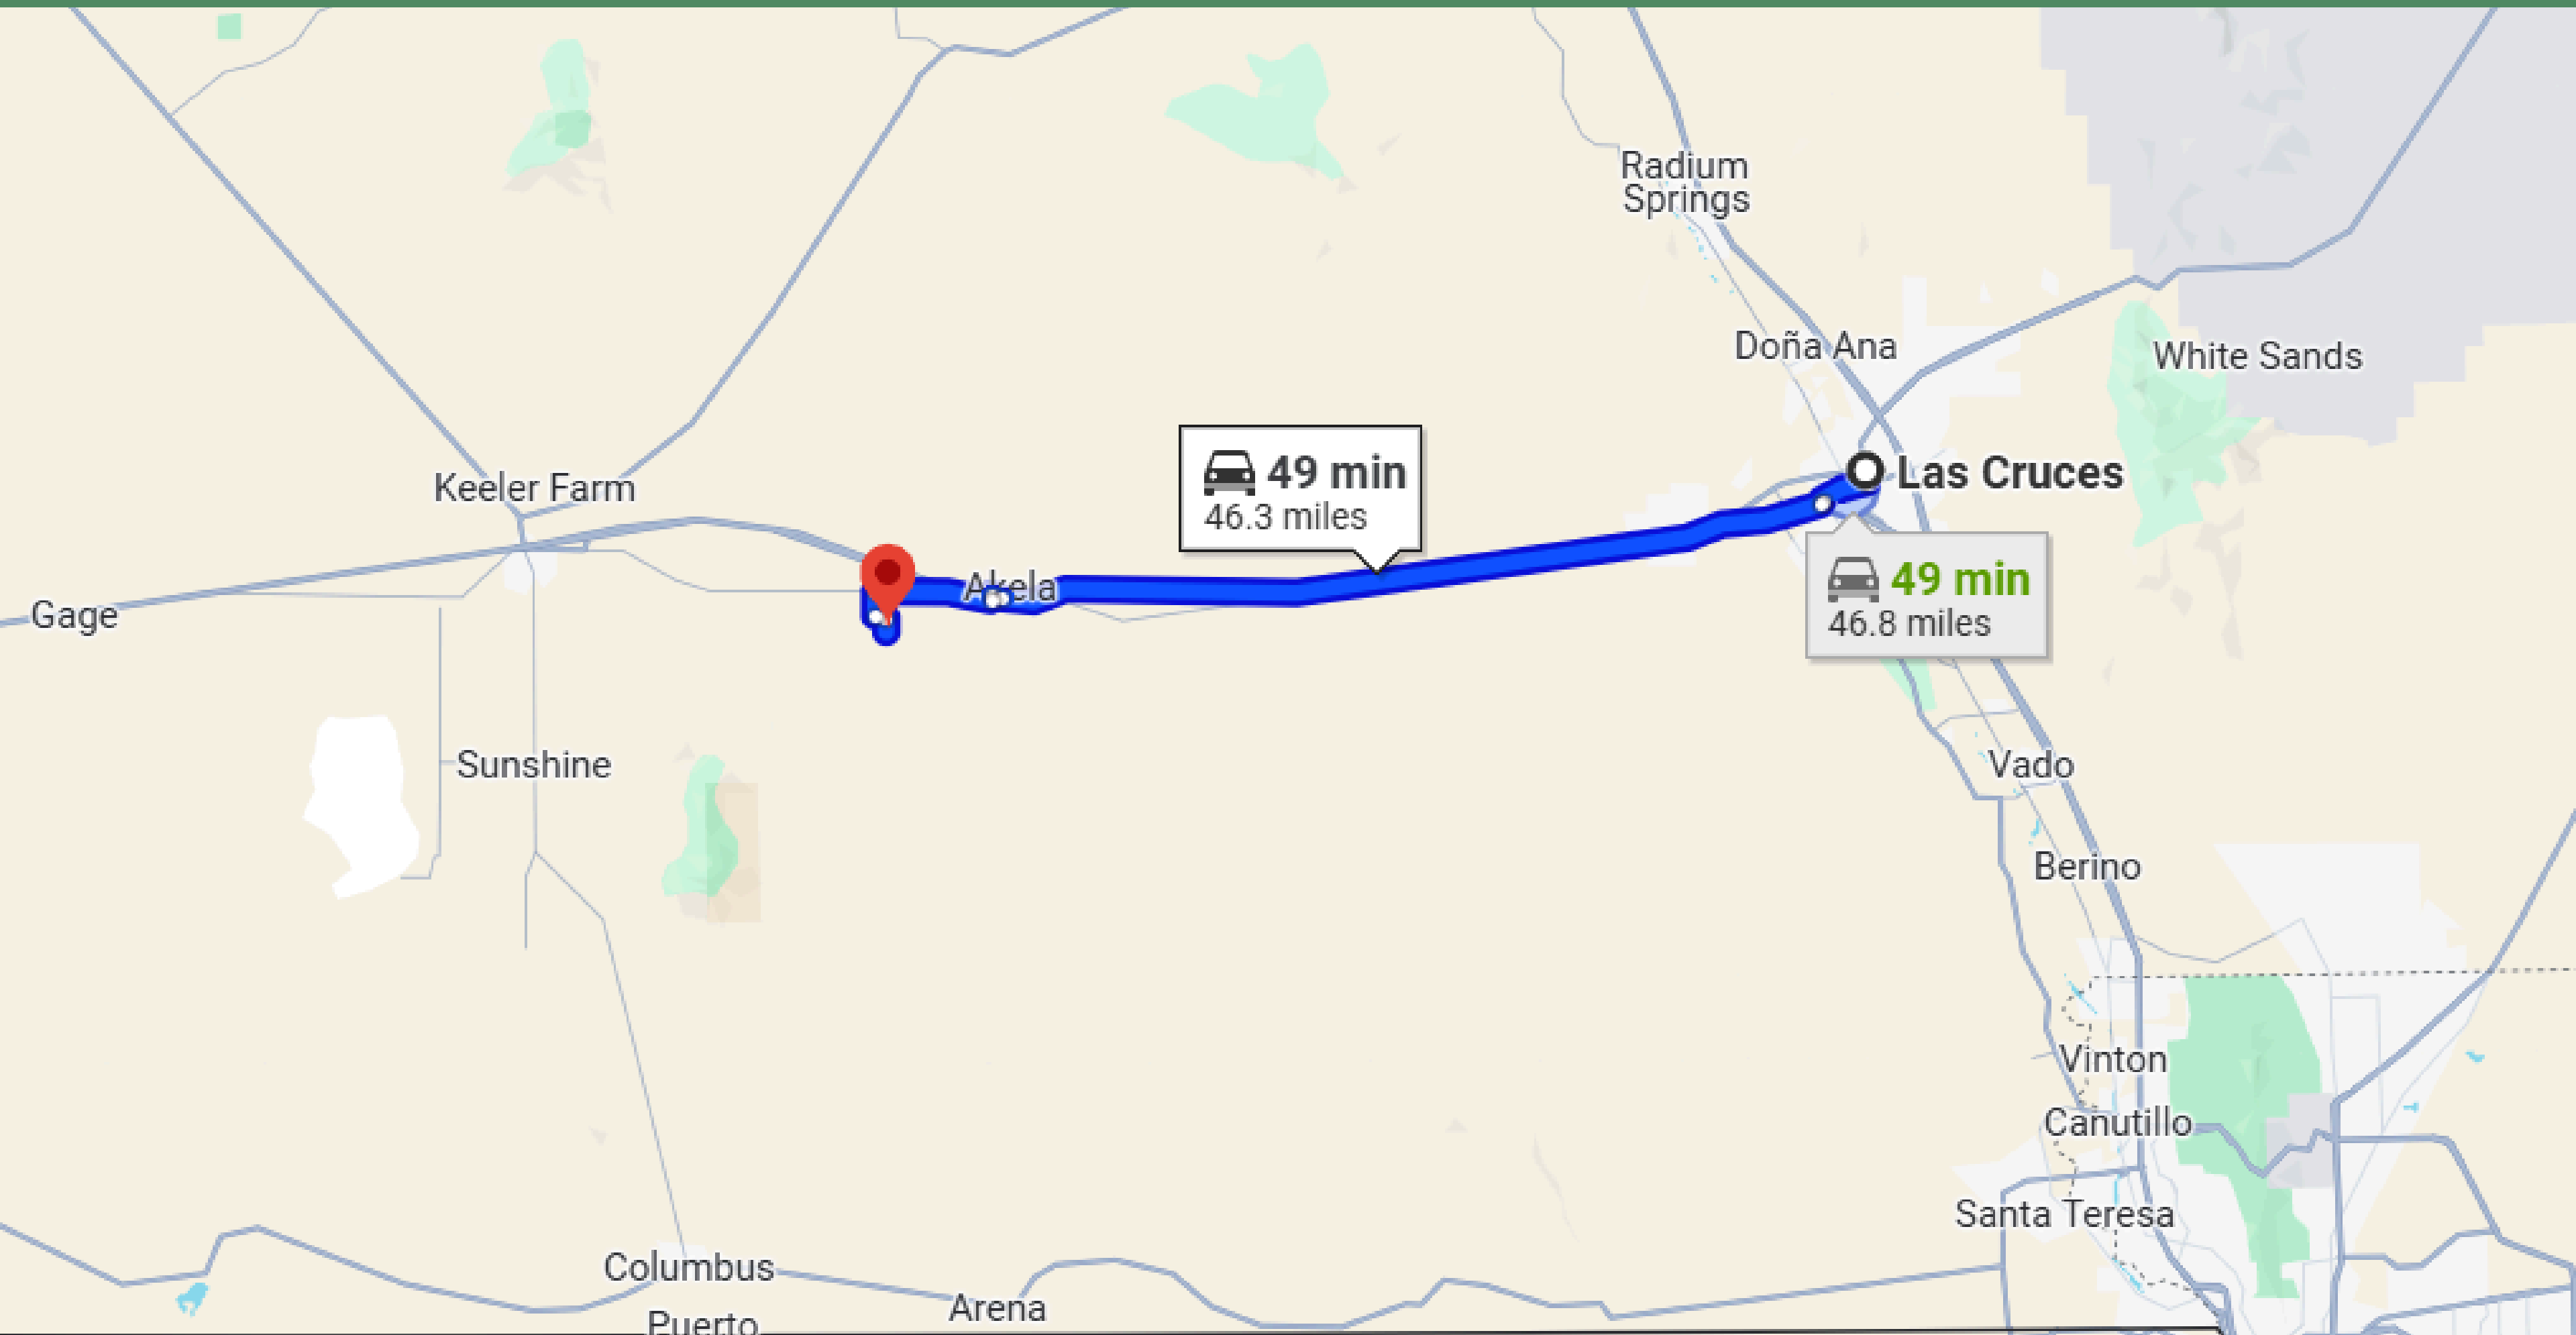 Radium
Springs
Doña Ana
White Sands
Keeler Farm
49 min
46.3 miles
Las Cruces
Akela
49 min
46.8 miles
Gage
Sunshine
Vado
Berino
Vinton
Canutillo
Santa Teresa
Columbus
Arena
Puerto